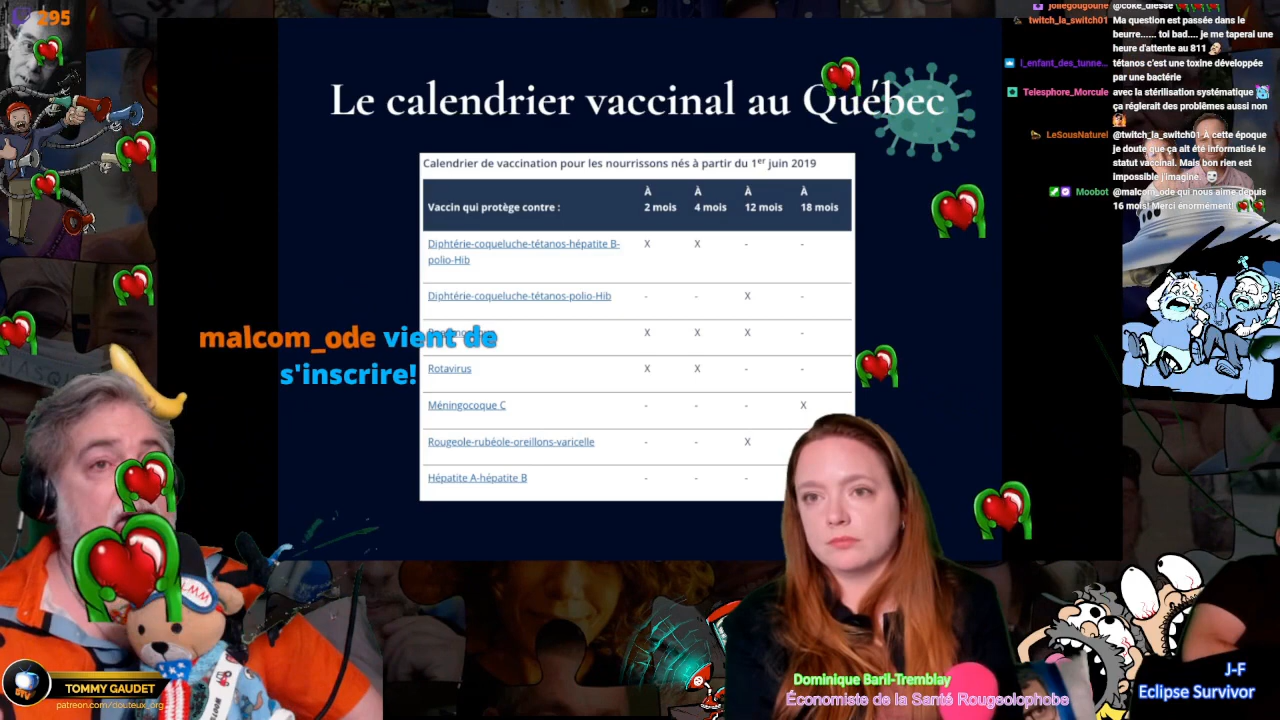 295
Le calendrier vaccinal au Québec
Calendrier de vaccination pour les nourrissons nés à partir du 1er juin 2019
Vaccin qui protège contre :
À 2 mois
À 4 mois
À 12 mois
À 18 mois
Diphtérie-coqueluche-tétanos-hépatite B-
polio-Hib
X X - -
Diphtérie-coqueluche-tétanos-polio-Hib
- - X -
X X X -
Rotavirus
X X - -
Méningocoque C
- - - X
Rougeole-rubéole-oreillons-varicelle
- - X
Hépatite A-hépatite B
- - -
malcom_ode vient de
s'inscrire!
joliegougoune @coke_diesse
twitch_la_switch01 Ma question est passée dans le
beurre...... toi bad.... je me taperai une
heure d'attente au 811
tétanos c'est une toxine développée
par une bactérie
Telesphore_Morcule avec la stérilisation systématique
ça réglerait des problèmes aussi non
LeSousNaturel @twitch_la_switch01 À cette époque
je doute que ça ait été informatisé le
statut vaccinal. Mais bon rien est
impossible j'imagine.
Moobot @malcom_ode qui nous aime depuis
16 mois! Merci énormément!
DTV
TOMMY GAUDET
patreon.com/douteux_org
Dominique Baril-Tremblay
Économiste de la Santé Rougeolophobe
J-F
Eclipse Survivor